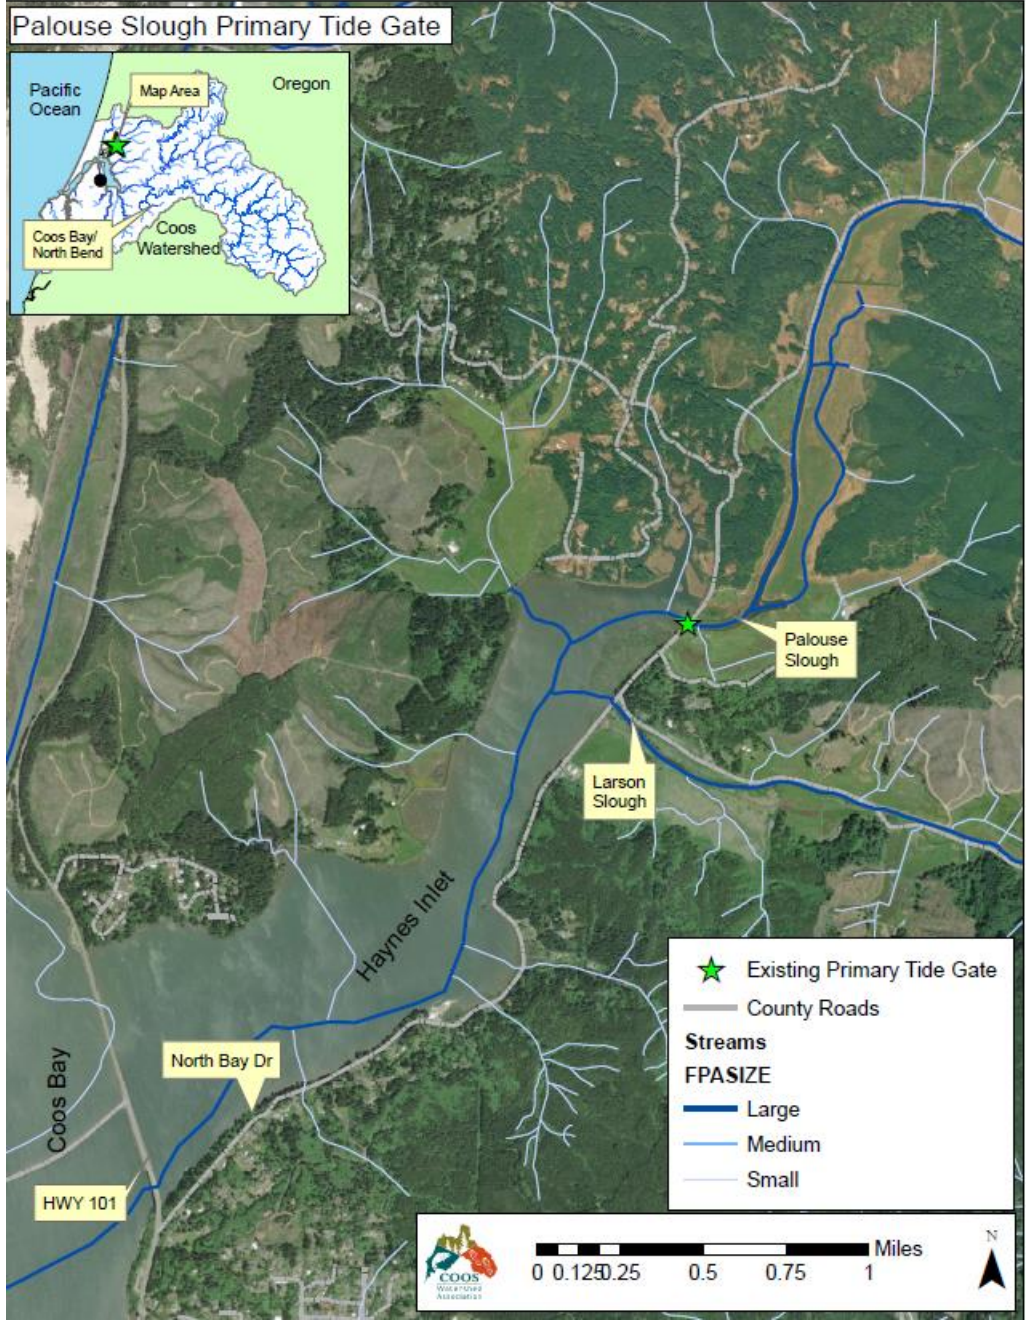 Palouse Slough Primary Tide Gate
Pacific
Ocean
Map Area
Oregon
Coos Bay/
North Bend
Coos
Watershed
Palouse
Slough
Larson
Slough
Haynes Inlet
North Bay Dr
Coos Bay
HWY 101
Existing Primary Tide Gate
County Roads
Streams
FPASIZE
Large
Medium
Small
COOS
Watershed
Association
Miles
0 0.125 0.25 0.5 0.75 1
N